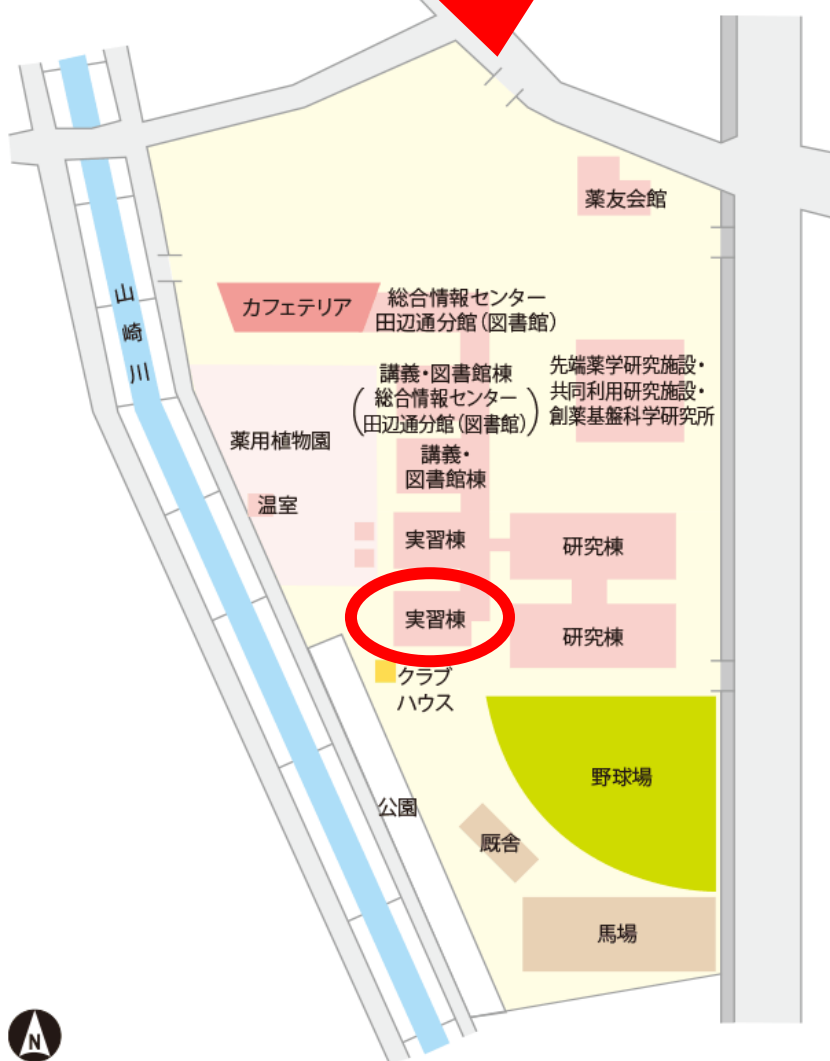 薬友会館
カフェテリア
総合情報センター
田辺通分館(図書館)
山崎川
講義・図書館棟
(総合情報センター
田辺通分館(図書館))
先端薬学研究施設・
共同利用研究施設・
創薬基盤科学研究所
薬用植物園
講義・
図書館棟
温室
実習棟
研究棟
実習棟
研究棟
クラブ
ハウス
野球場
公園
厩舎
馬場
N